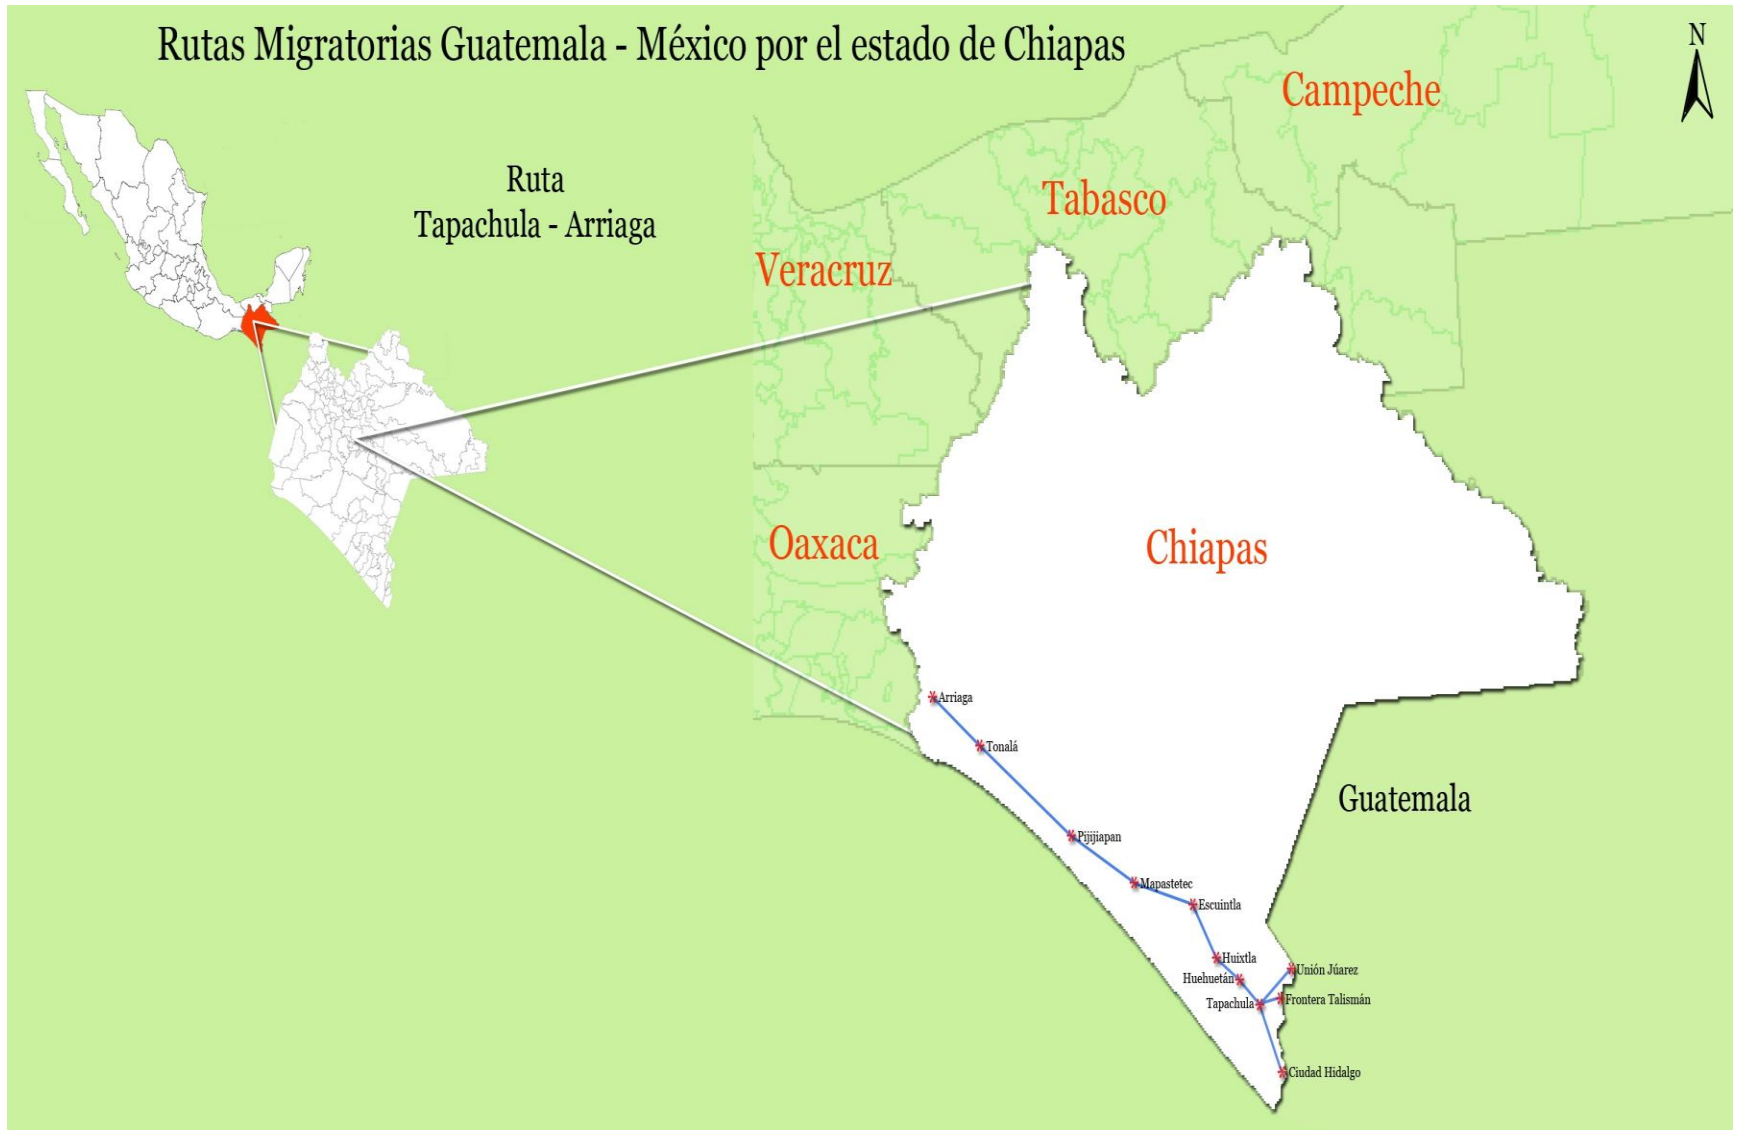 Rutas Migratorias Guatemala - México por el estado de Chiapas
N
Campeche
Ruta
Tapachula - Arriaga
Tabasco
Veracruz
Oaxaca
Chiapas
Arriaga
Tonalá
Guatemala
Pijijiapan
Mapastetec
Escuintla
Huixtla
Unión Júarez
Huehuetán
Frontera Talismán
Tapachula
Ciudad Hidalgo